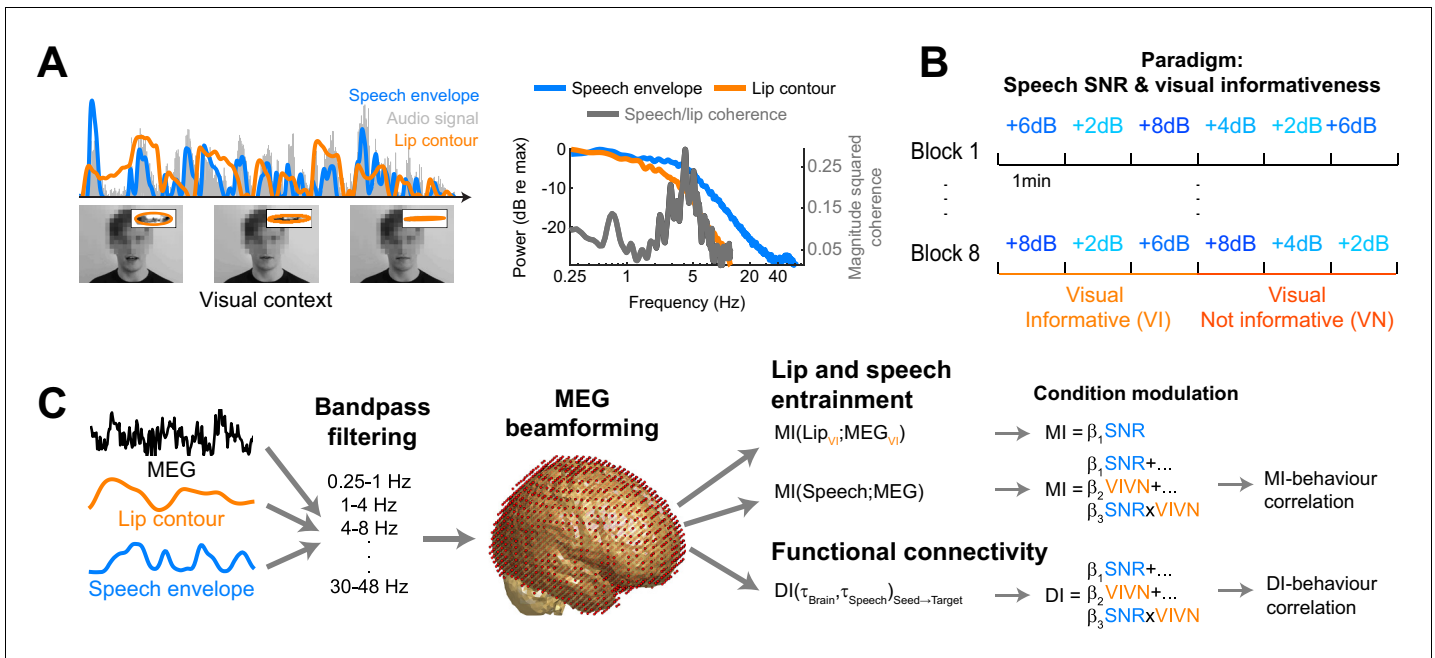 A
Speech envelope
Audio signal
Lip contour
Visual context
Speech envelope Lip contour
Speech/lip coherence
Power (dB re max)
0
-10
-20
0.25 1 5 20 40
Frequency (Hz)
0.25
0.15
0.05
Magnitude squared
coherence
B
Paradigm:
Speech SNR & visual informativeness
+6dB +2dB +8dB +4dB +2dB +6dB
Block 1
1min
Block 8
+8dB +2dB +6dB +8dB +4dB +2dB
Visual
Informative (VI)
Visual
Not informative (VN)
C
MEG
Lip contour
Speech envelope
Bandpass
filtering
0.25-1 Hz
1-4 Hz
4-8 Hz
.
.
30-48 Hz
MEG
beamforming
Lip and speech
entrainment
MI(Lip_VI;MEG_VI)
MI(Speech;MEG)
Functional connectivity
DI(τ_Brain,τ_Speech)_Seed→Target
Condition modulation
MI = β₁SNR
β₁SNR+...
MI = β₂VIVN+...
β₃SNRxVIVN
β₁SNR+...
DI = β₂VIVN+...
β₃SNRxVIVN
MI-behaviour
correlation
DI-behaviour
correlation